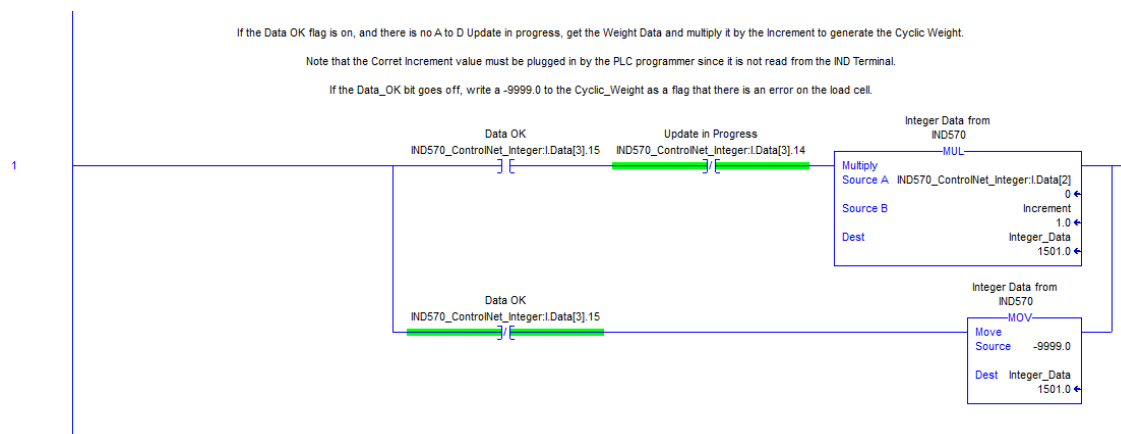 If the Data OK flag is on, and there is no A to D Update in progress, get the Weight Data and multiply it by the Increment to generate the Cyclic Weight.
Note that the Corret Increment value must be plugged in by the PLC programmer since it is not read from the IND Terminal.
If the Data_OK bit goes off, write a -9999.0 to the Cyclic_Weight as a flag that there is an error on the load cell.
1
Data OK
IND570_ControlNet_Integer:I.Data[3].15
Update in Progress
IND570_ControlNet_Integer:I.Data[3].14
Integer Data from
IND570
MUL
Multiply
Source A IND570_ControlNet_Integer:I.Data[2]
0
Source B Increment
1.0
Dest Integer_Data
1501.0
Data OK
IND570_ControlNet_Integer:I.Data[3].15
Integer Data from
IND570
MOV
Move
Source -9999.0
Dest Integer_Data
1501.0